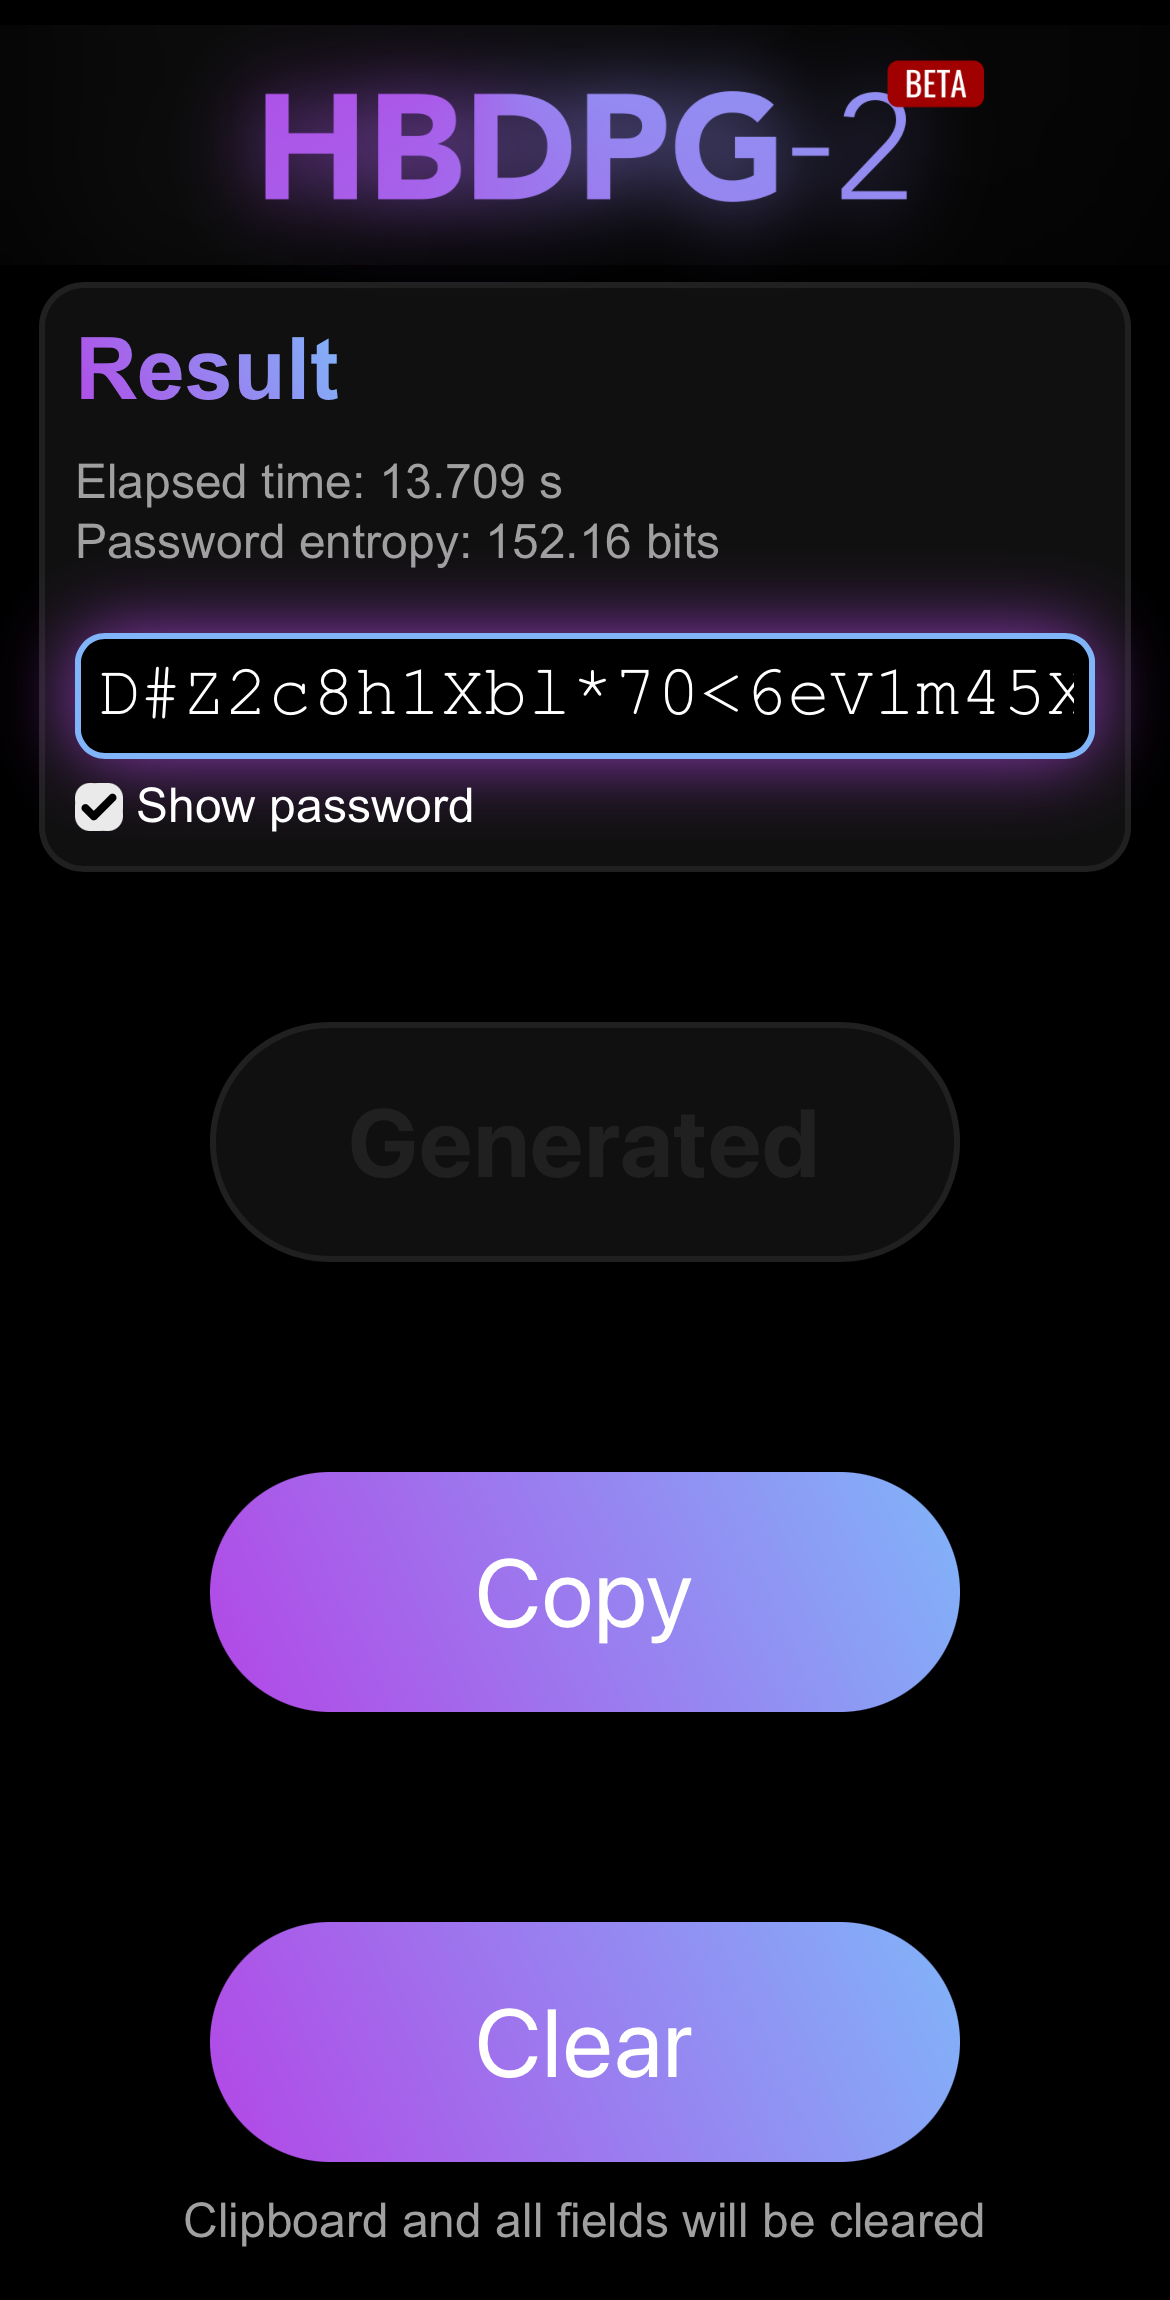 HBDPG-2
BETA
Result
Elapsed time: 13.709 s
Password entropy: 152.16 bits
D#Z2c8h1Xbl*70<6eV1m45X
Show password
Generated
Copy
Clear
Clipboard and all fields will be cleared